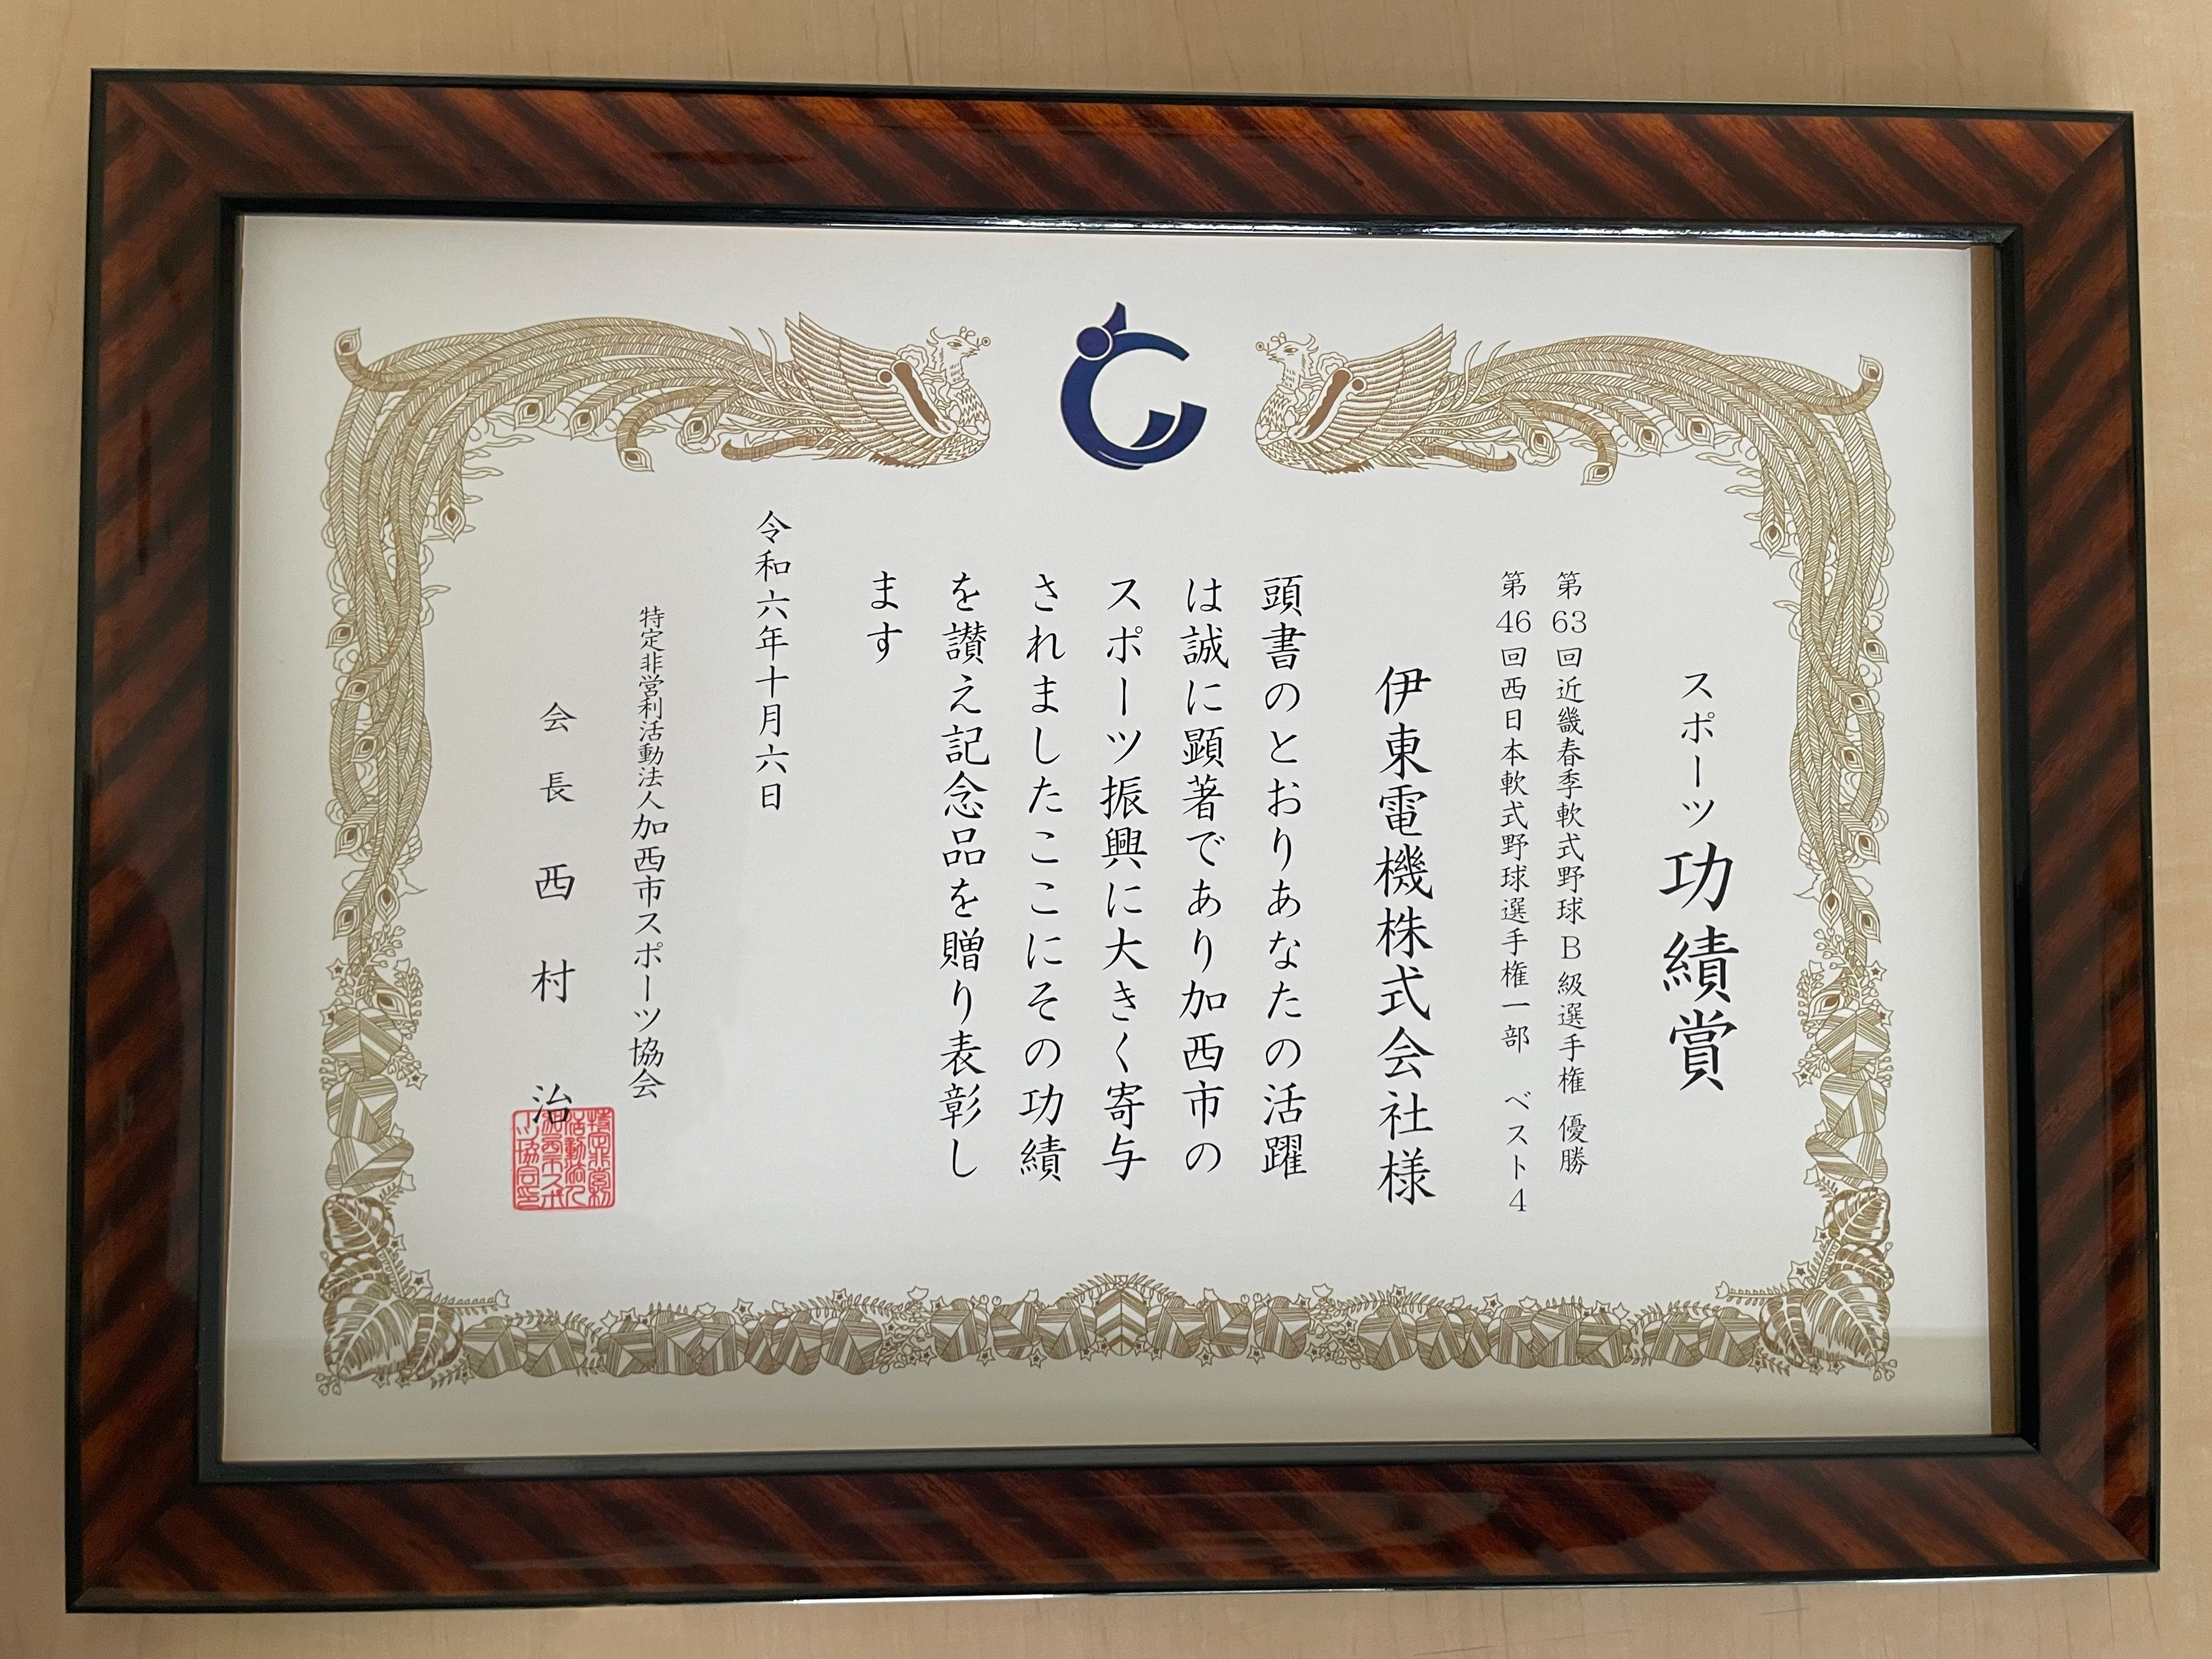 スポーツ功績賞
第63回近畿春季軟式野球B級選手権 優勝
第46回西日本軟式野球選手権一部 ベスト4
伊東電機株式会社様
頭書のとおりあなたの活躍
は誠に顕著であり加西市の
スポーツ振興に大きく寄与
されましたここにその功績
を讃え記念品を贈り表彰し
ます
令和六年十月六日
特定非営利活動法人加西市スポーツ協会
会長 西村 治